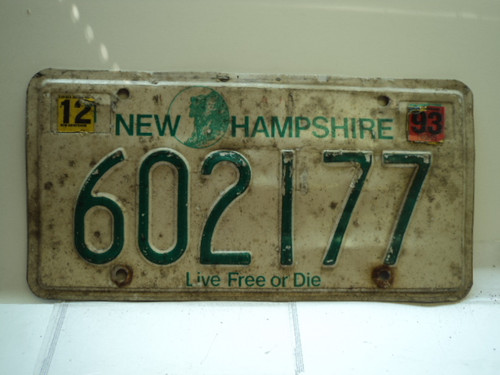 12 NEW HAMPSHIRE 93
602177
Live Free or Die